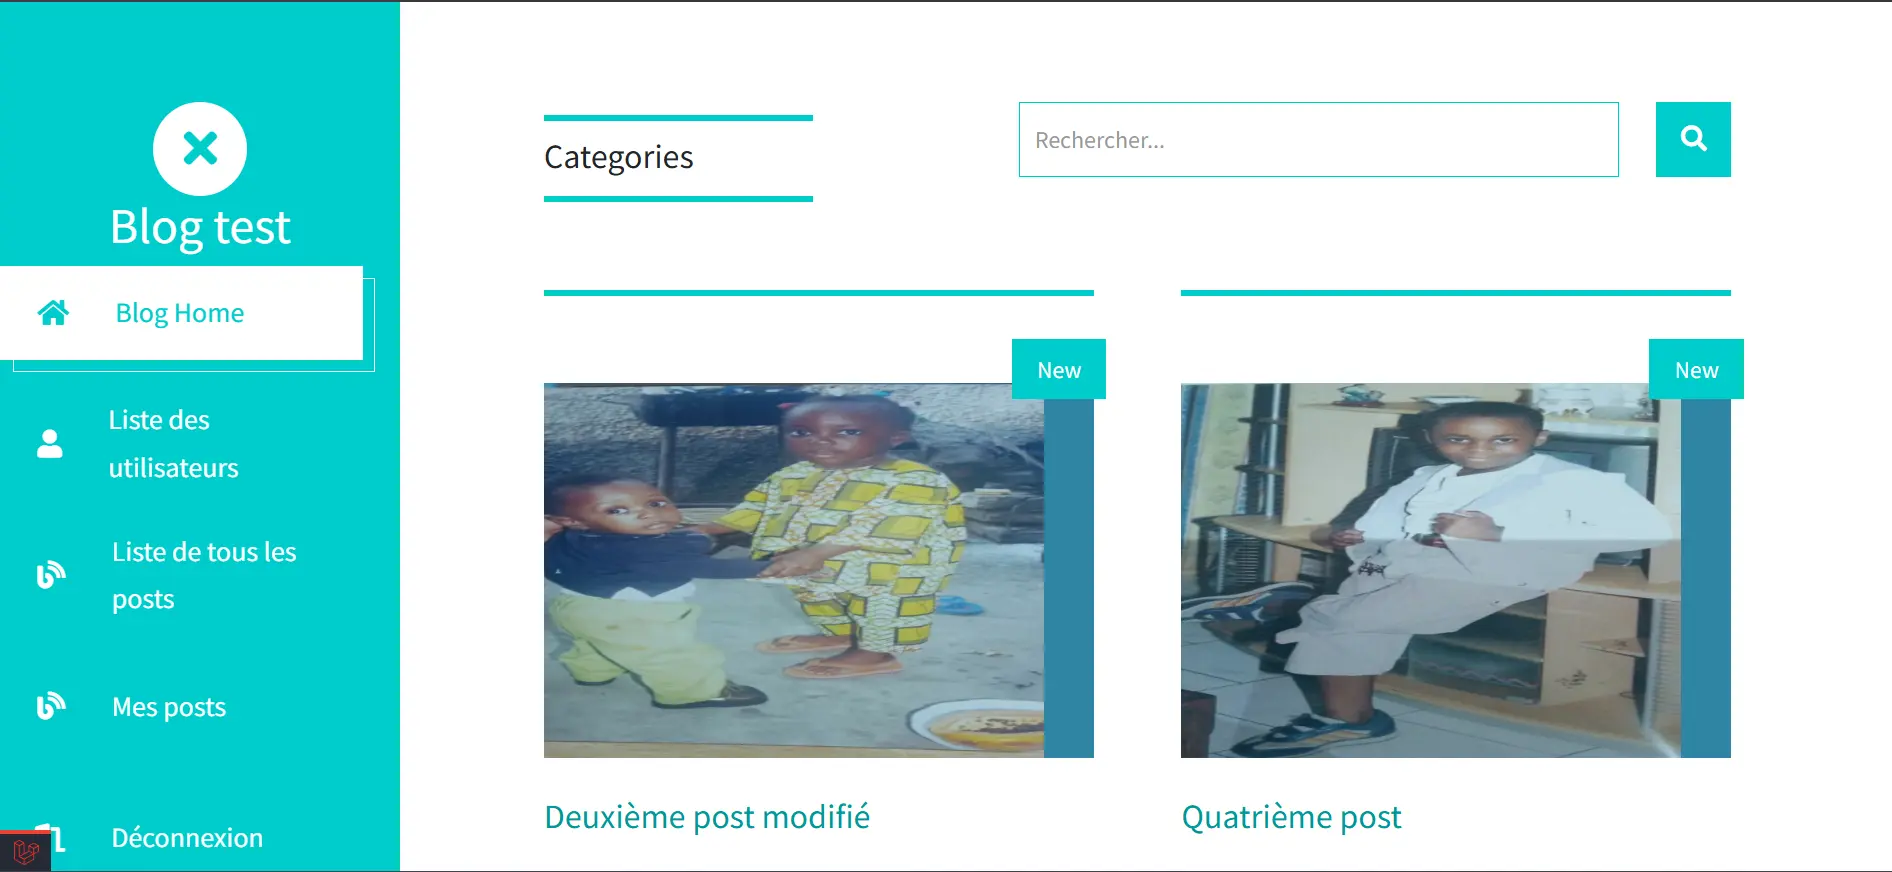 Blog test
Blog Home
Liste des
utilisateurs
Liste de tous les
posts
Mes posts
Déconnexion
Categories
Rechercher...
New
New
Deuxième post modifié
Quatrième post